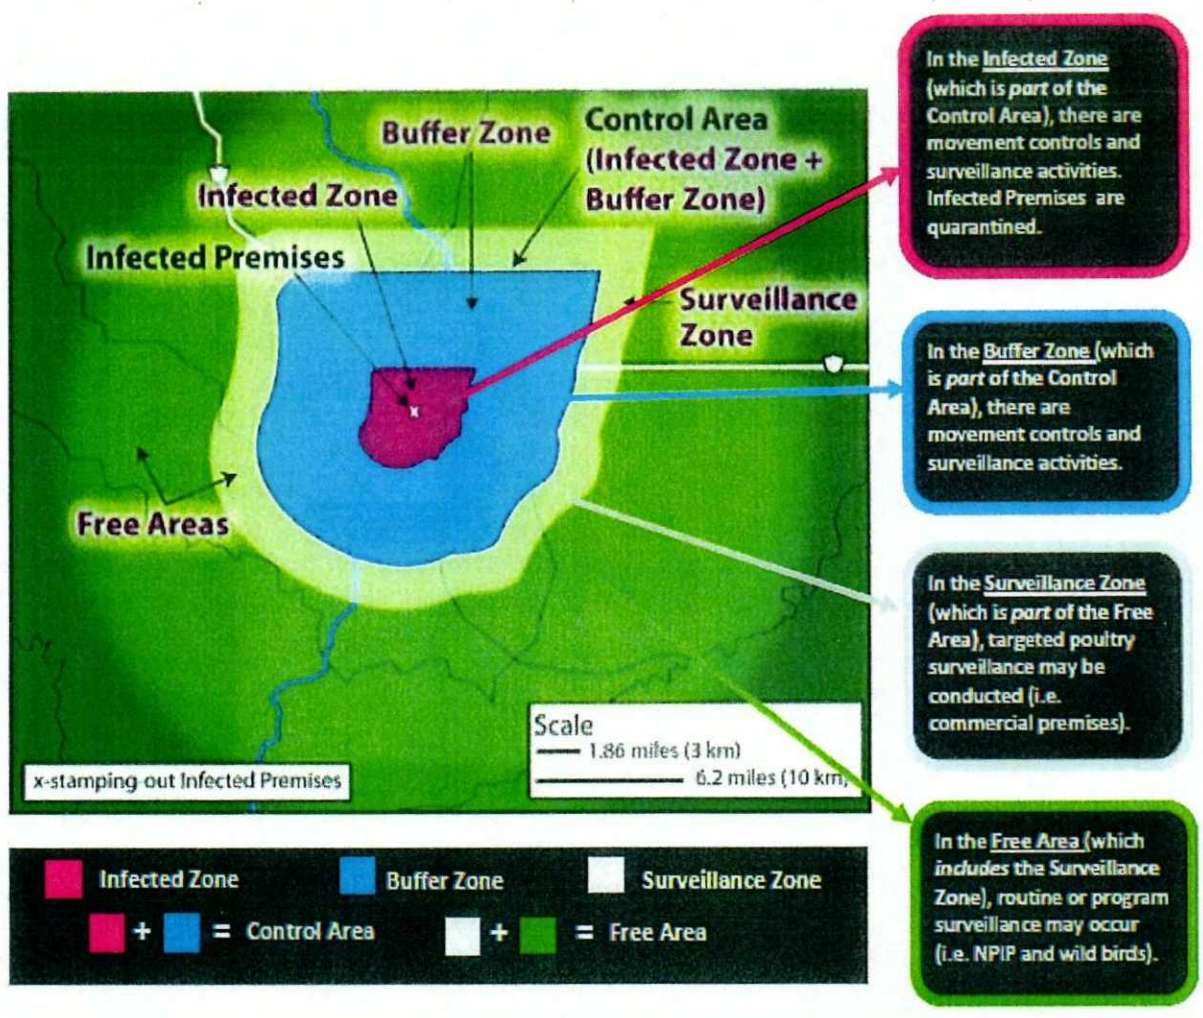 Buffer Zone
Control Area
(Infected Zone +
Buffer Zone)
Infected Zone
Infected Premises
Surveillance
Zone
Free Areas
Scale
1.86 miles (3 km)
6.2 miles (10 km)
x-stamping-out Infected Premises
Infected Zone
Buffer Zone
Surveillance Zone
+ = Control Area
+ = Free Area
In the Infected Zone
(which is part of the
Control Area), there are
movement controls and
surveillance activities.
Infected Premises are
quarantined.
In the Buffer Zone (which
is part of the Control
Area), there are
movement controls and
surveillance activities.
In the Surveillance Zone
(which is part of the Free
Area), targeted poultry
surveillance may be
conducted (i.e.
commercial premises).
In the Free Area (which
includes the Surveillance
Zone), routine or program
surveillance may occur
(i.e. NPIP and wild birds).
x